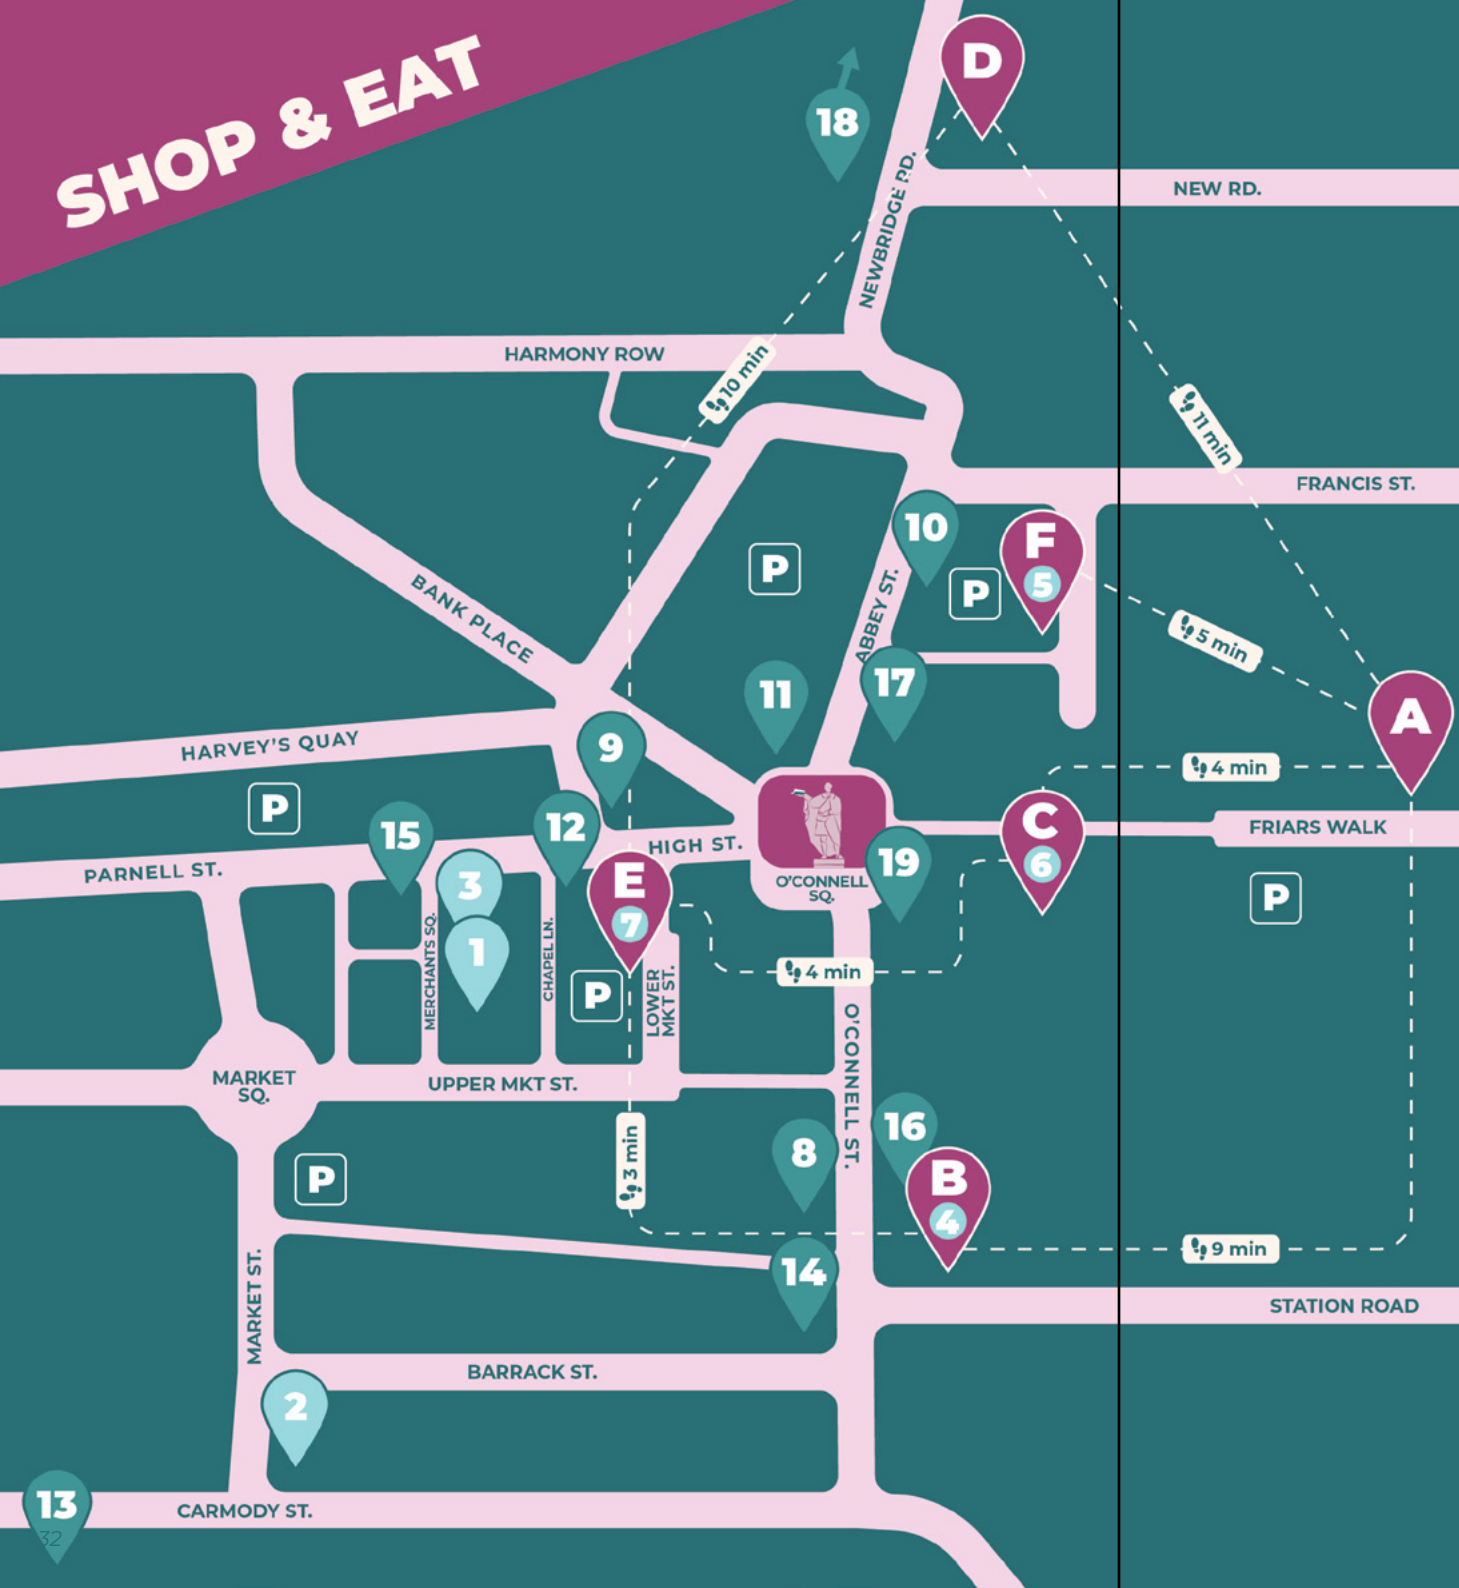 SHOP & EAT
D
18
NEW RD.
NEWBRIDGE RD.
HARMONY ROW
10 min
11 min
FRANCIS ST.
10
F
5
P
P
BANK PLACE
ABBEY ST.
5 min
11
17
A
HARVEY'S QUAY
9
4 min
P
15
12
HIGH ST.
C
6
FRIARS WALK
PARNELL ST.
3
E
7
O'CONNELL
SQ.
19
P
1
MERCHANTS SQ.
CHAPEL LN.
P
LOWER
MKT ST.
4 min
MARKET
SQ.
UPPER MKT ST.
O'CONNELL ST.
3 min
8
16
B
4
P
9 min
14
MARKET ST.
STATION ROAD
BARRACK ST.
2
13
32
CARMODY ST.